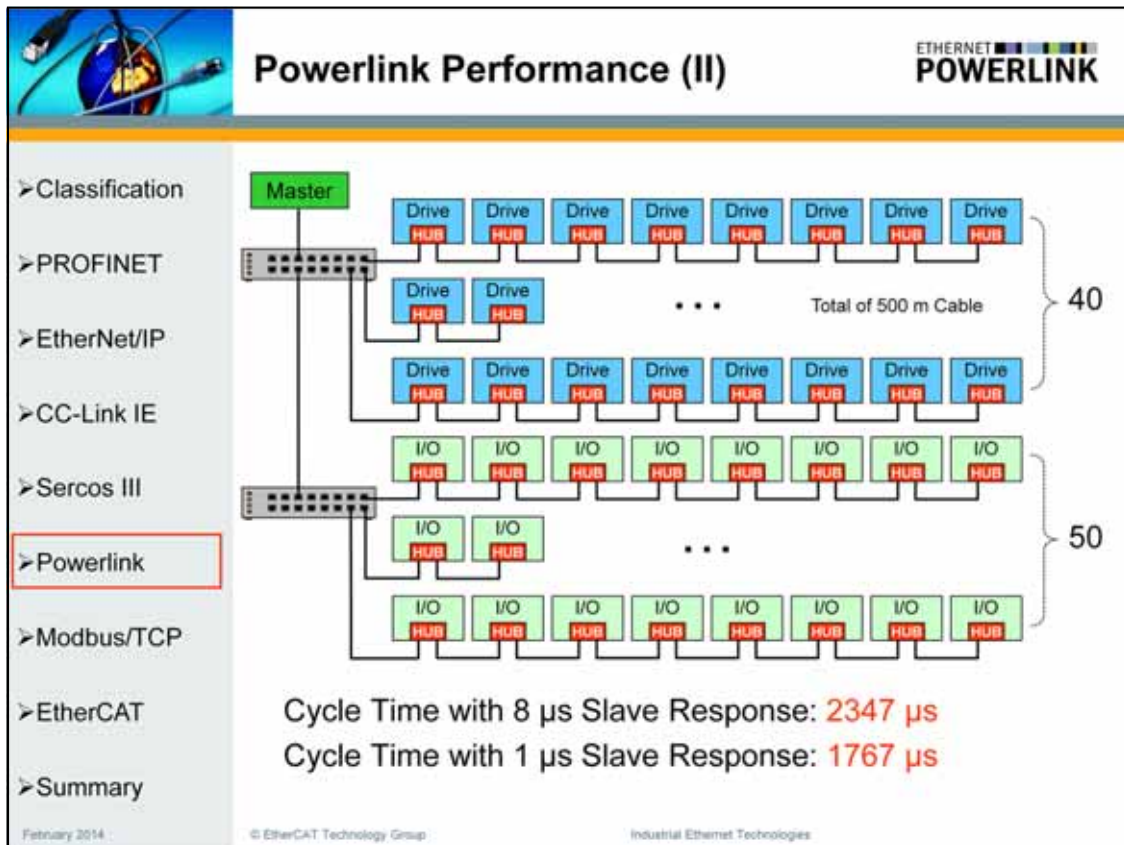 Powerlink Performance (II)
ETHERNET
POWERLINK
➢Classification
➢PROFINET
➢EtherNet/IP
➢CC-Link IE
➢Sercos III
➢Powerlink
➢Modbus/TCP
➢EtherCAT
➢Summary
Master
Drive Drive Drive Drive Drive Drive Drive Drive
HUB HUB HUB HUB HUB HUB HUB HUB
Drive Drive
HUB HUB
• • •
Total of 500 m Cable
40
Drive Drive Drive Drive Drive Drive Drive Drive
HUB HUB HUB HUB HUB HUB HUB HUB
I/O I/O I/O I/O I/O I/O I/O I/O
HUB HUB HUB HUB HUB HUB HUB HUB
I/O I/O
HUB HUB
• • •
50
I/O I/O I/O I/O I/O I/O I/O I/O
HUB HUB HUB HUB HUB HUB HUB HUB
Cycle Time with 8 µs Slave Response: 2347 µs
Cycle Time with 1 µs Slave Response: 1767 µs
February 2014
© EtherCAT Technology Group
Industrial Ethernet Technologies